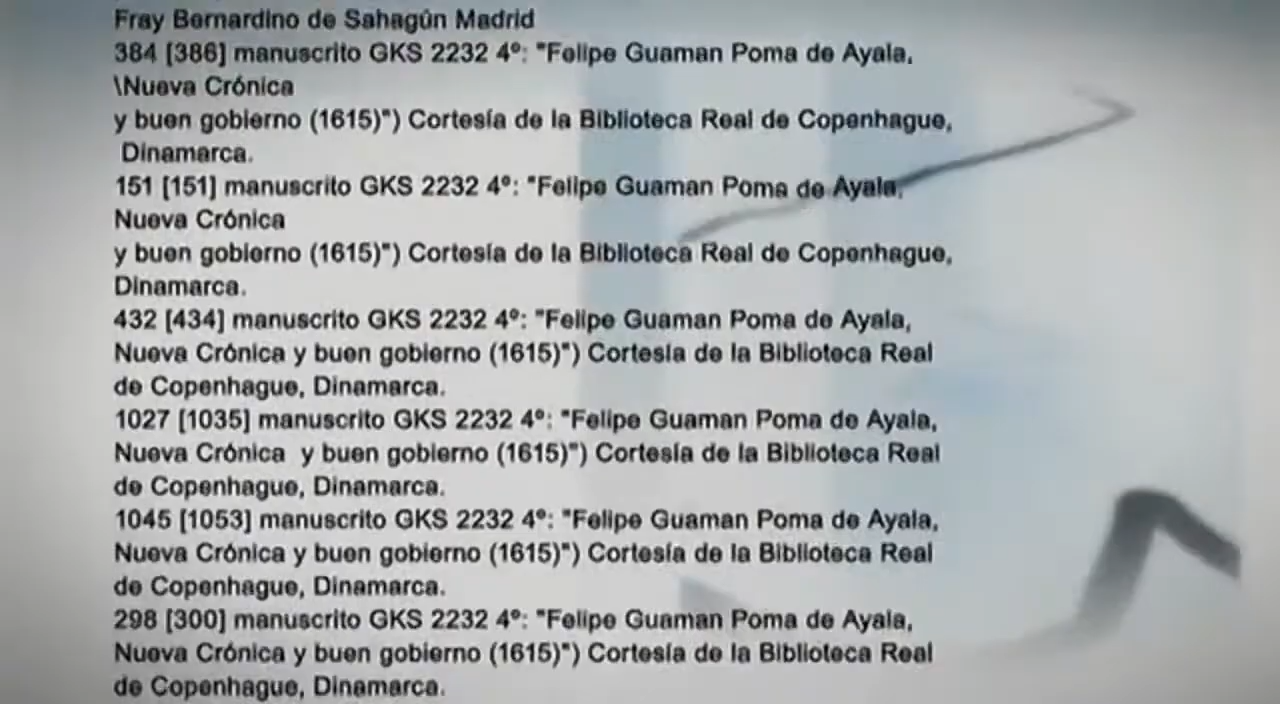 Fray Bernardino de Sahagún Madrid
384 [386] manuscrito GKS 2232 4º: "Felipe Guaman Poma de Ayala,
\Nueva Crónica
y buen gobierno (1615)") Cortesía de la Biblioteca Real de Copenhague,
Dinamarca.
151 [151] manuscrito GKS 2232 4º: "Felipe Guaman Poma de Ayala,
Nueva Crónica
y buen gobierno (1615)") Cortesía de la Biblioteca Real de Copenhague,
Dinamarca.
432 [434] manuscrito GKS 2232 4º: "Felipe Guaman Poma de Ayala,
Nueva Crónica y buen gobierno (1615)") Cortesía de la Biblioteca Real
de Copenhague, Dinamarca.
1027 [1035] manuscrito GKS 2232 4º: "Felipe Guaman Poma de Ayala,
Nueva Crónica y buen gobierno (1615)") Cortesía de la Biblioteca Real
de Copenhague, Dinamarca.
1045 [1053] manuscrito GKS 2232 4º: "Felipe Guaman Poma de Ayala,
Nueva Crónica y buen gobierno (1615)") Cortesía de la Biblioteca Real
de Copenhague, Dinamarca.
298 [300] manuscrito GKS 2232 4º: "Felipe Guaman Poma de Ayala,
Nueva Crónica y buen gobierno (1615)") Cortesía de la Biblioteca Real
de Copenhague, Dinamarca.